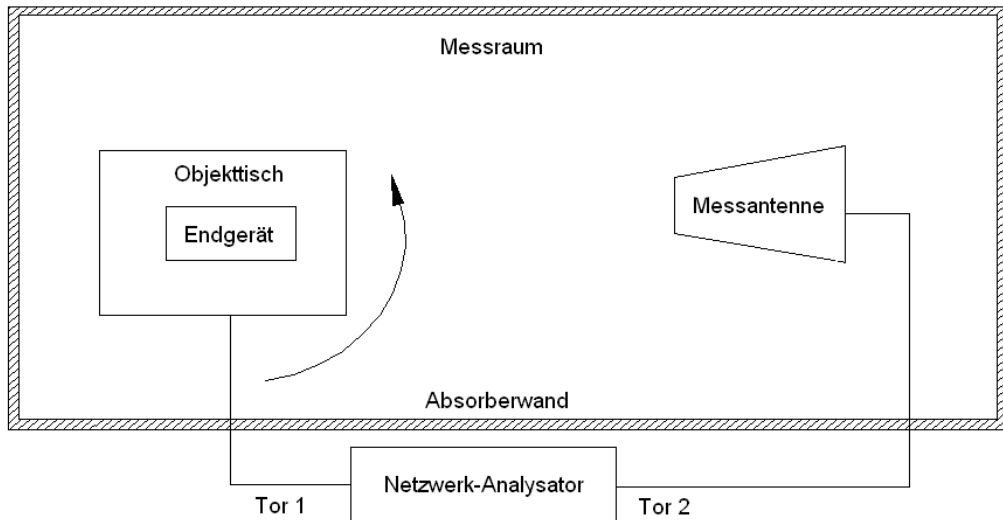 Messraum
Objekttisch
Endgerät
Messantenne
Absorberwand
Netzwerk-Analysator
Tor 1
Tor 2